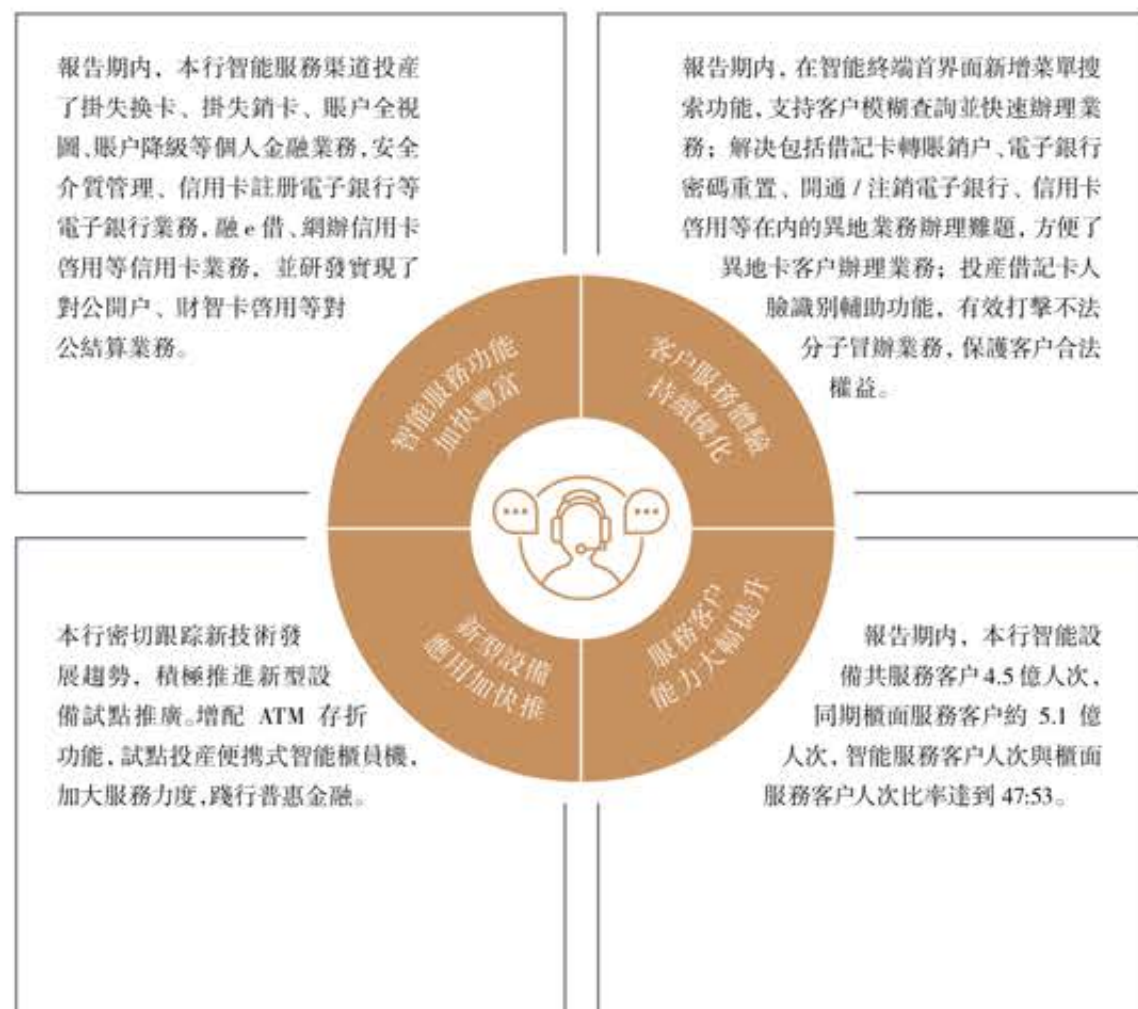 報告期内，本行智能服務渠道投産
了掛失换卡、掛失銷卡、賬户全視
圖、賬户降級等個人金融業務，安全
介質管理、信用卡註册電子銀行等
電子銀行業務，融 e 借、網辦信用卡
啓用等信用卡業務，並研發實現了
對公開户、財智卡啓用等對
公結算業務。
報告期内，在智能終端首界面新增菜單搜
索功能，支持客户模糊查詢並快速辦理業
務；解决包括借記卡轉賬銷户、電子銀行
密碼重置、開通 / 注銷電子銀行、信用卡
啓用等在内的異地業務辦理難題，方便了
異地卡客户辦理業務；投産借記卡人
臉識别輔助功能，有效打擊不法
分子冒辦業務，保護客户合法
權益。
智能服務功能
加快豐富
客户服務體驗
持續優化
新型設備
應用加快推
服務客户
能力大幅提升
本行密切跟踪新技術發
展趨勢，積極推進新型設
備試點推廣。增配 ATM 存折
功能，試點投産便携式智能櫃員機，
加大服務力度，踐行普惠金融。
報告期内，本行智能設
備共服務客户 4.5 億人次，
同期櫃面服務客户約 5.1 億
人次，智能服務客户人次與櫃面
服務客户人次比率達到 47:53。